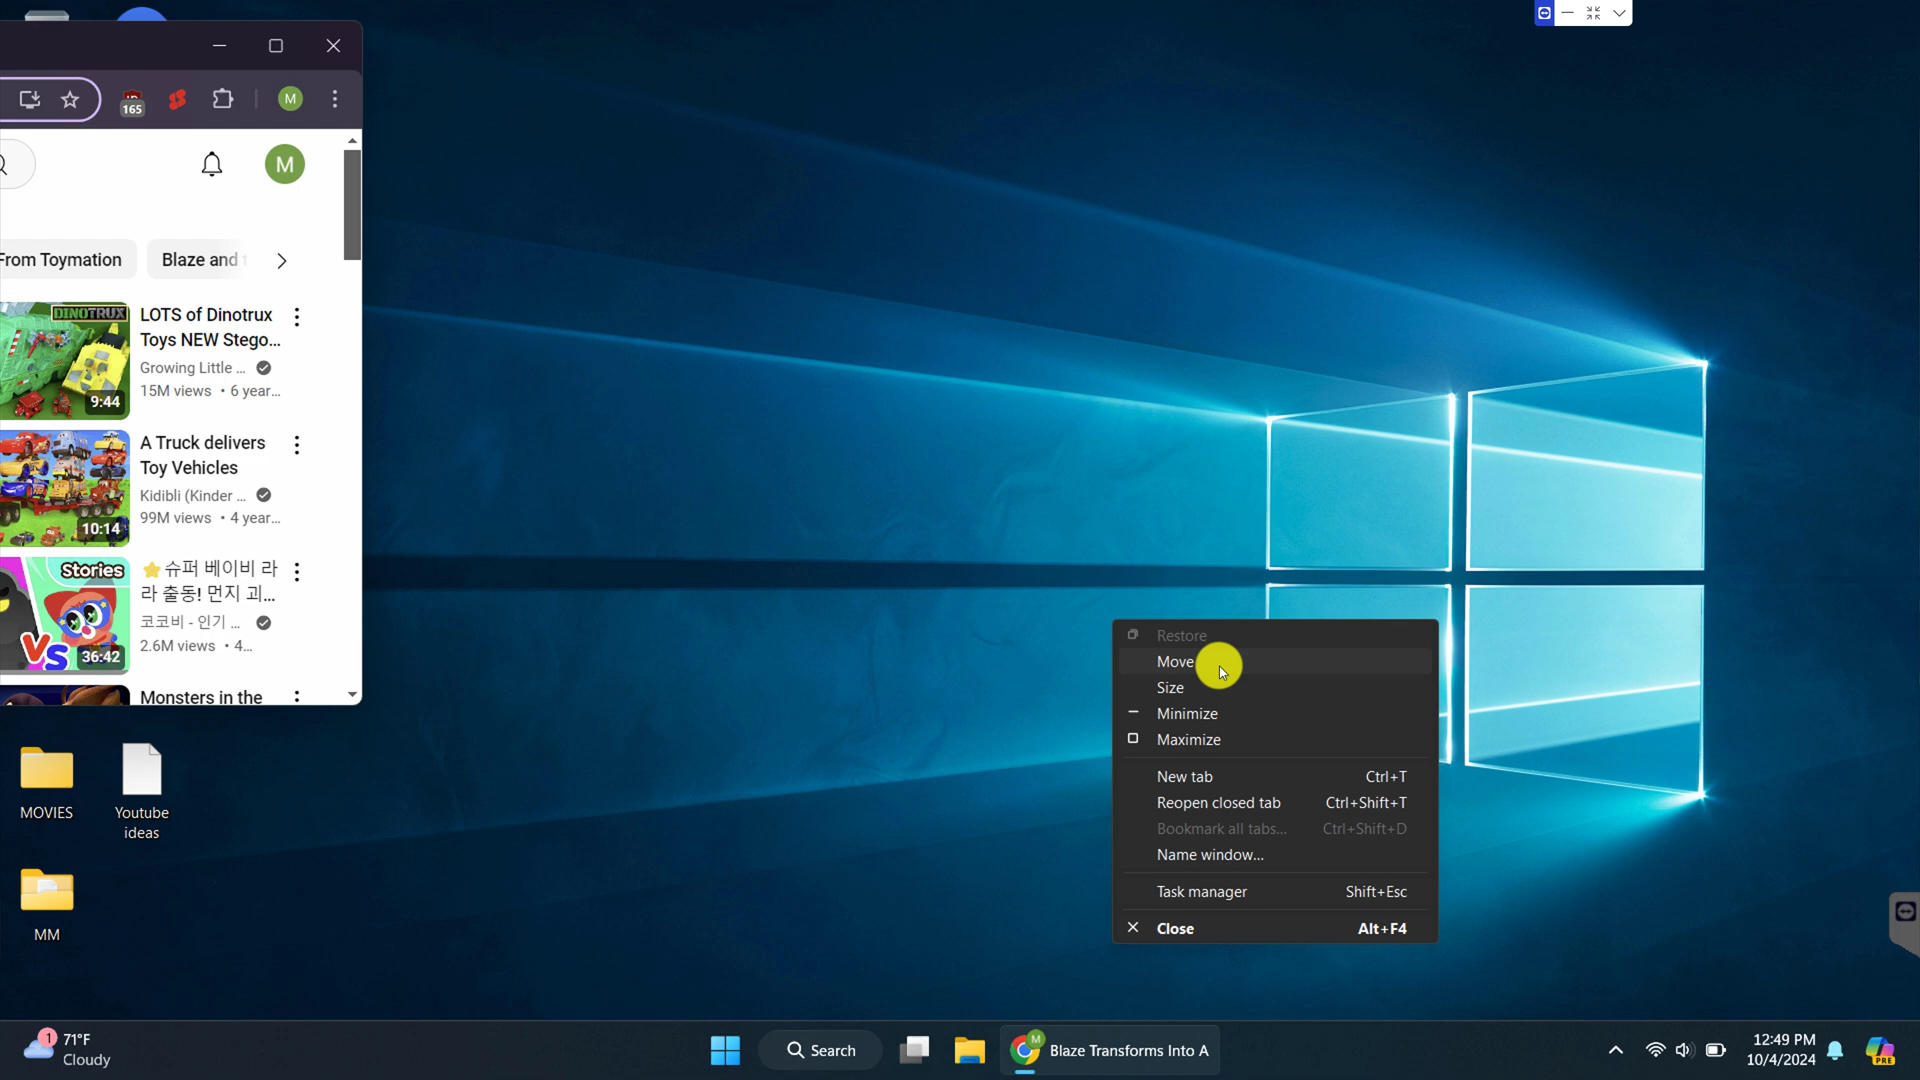 165
M
M
From Toymation
Blaze and t
DINOTRUX
9:44
LOTS of Dinotrux
Toys NEW Stego...
Growing Little ...
15M views • 6 year...
10:14
A Truck delivers
Toy Vehicles
Kidibli (Kinder ...
99M views • 4 year...
Stories
VS
36:42
⭐슈퍼 베이비 라
라 출동! 먼지 괴...
코코비 - 인기 ...
2.6M views • 4...
Monsters in the
MOVIES
Youtube
ideas
MM
Restore
Move
Size
Minimize
Maximize
New tab Ctrl+T
Reopen closed tab Ctrl+Shift+T
Bookmark all tabs... Ctrl+Shift+D
Name window...
Task manager Shift+Esc
Close Alt+F4
1
71°F
Cloudy
Search
M
Blaze Transforms Into A
12:49 PM
10/4/2024
PRE